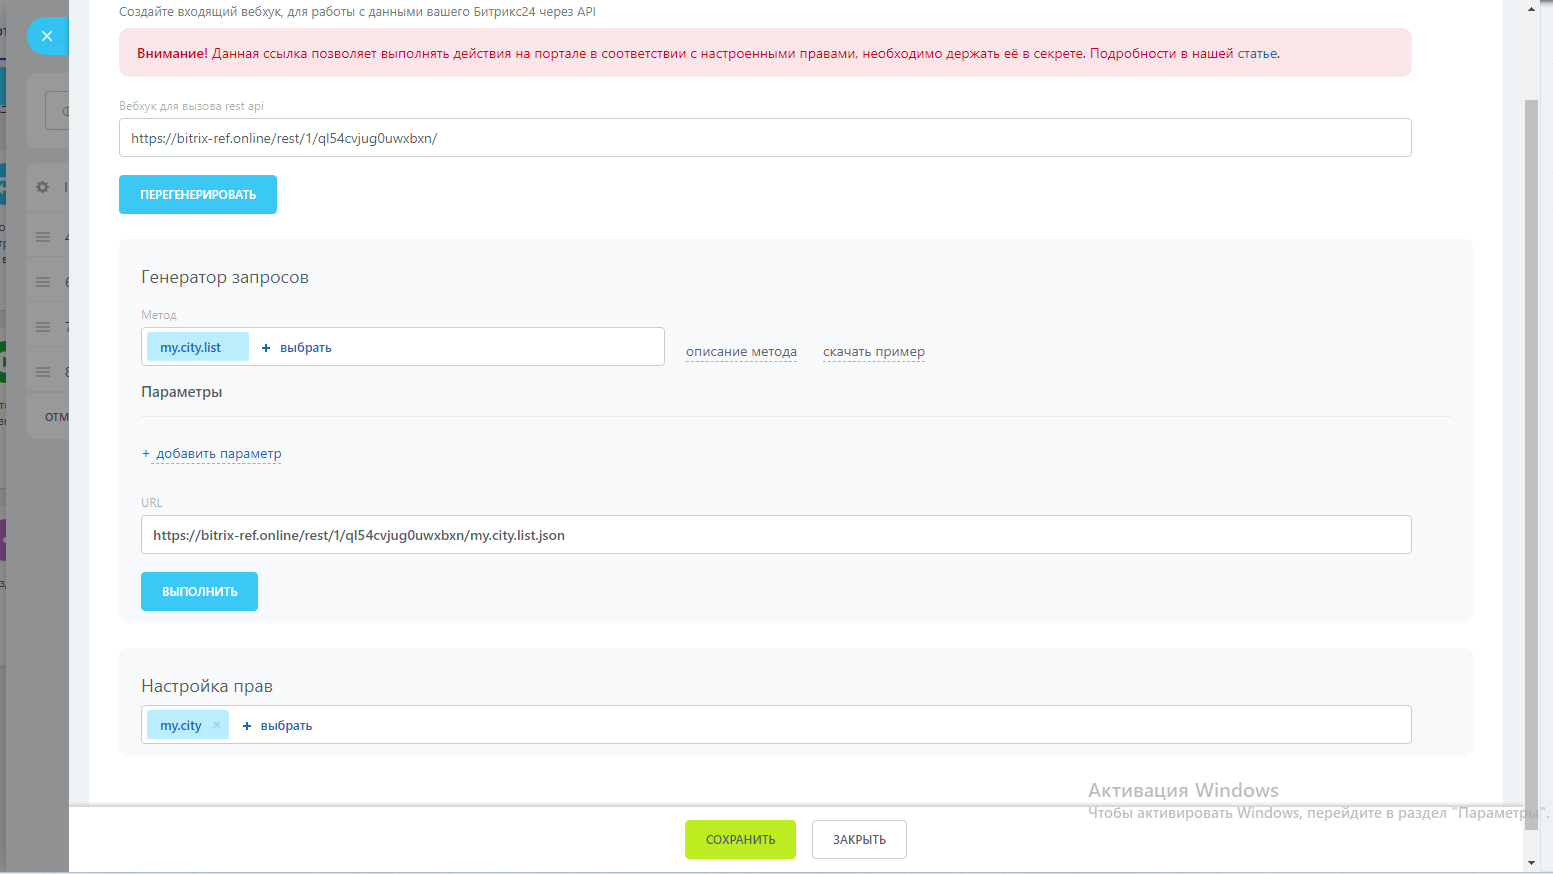 Создайте входящий вебхук, для работы с данными вашего Битрикс24 через API
Внимание! Данная ссылка позволяет выполнять действия на портале в соответствии с настроенными правами, необходимо держать её в секрете. Подробности в нашей статье.
Вебхук для вызова rest api
https://bitrix-ref.online/rest/1/ql54cvjug0uwxbxn/
ПЕРЕГЕНЕРИРОВАТЬ
Генератор запросов
Метод
my.city.list + выбрать
описание метода скачать пример
Параметры
+ добавить параметр
URL
https://bitrix-ref.online/rest/1/ql54cvjug0uwxbxn/my.city.list.json
ВЫПОЛНИТЬ
Настройка прав
my.city × + выбрать
Активация Windows
Чтобы активировать Windows, перейдите в раздел "Параметры".
СОХРАНИТЬ ЗАКРЫТЬ